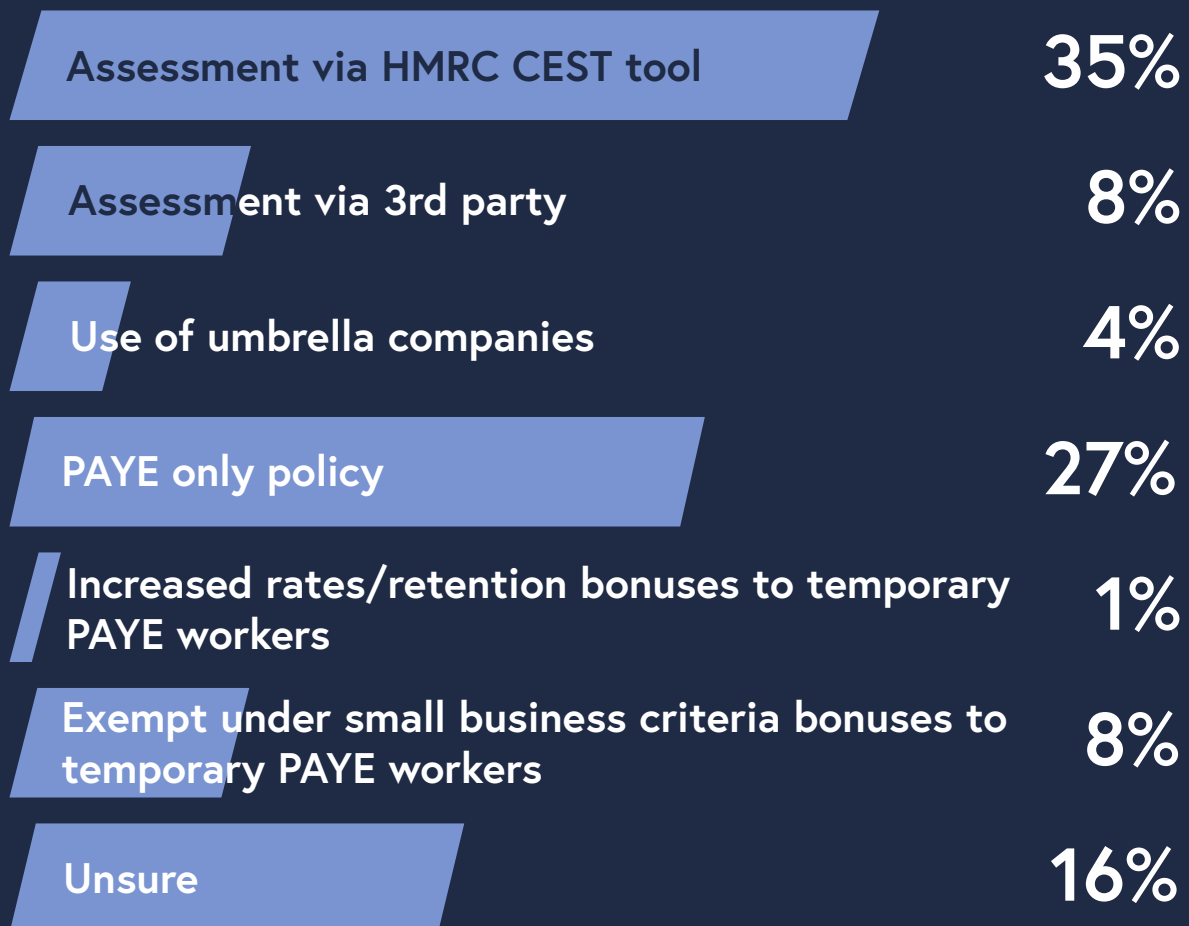 Assessment via HMRC CEST tool 35%
Assessment via 3rd party 8%
Use of umbrella companies 4%
PAYE only policy 27%
Increased rates/retention bonuses to temporary
PAYE workers 1%
Exempt under small business criteria bonuses to
temporary PAYE workers 8%
Unsure 16%